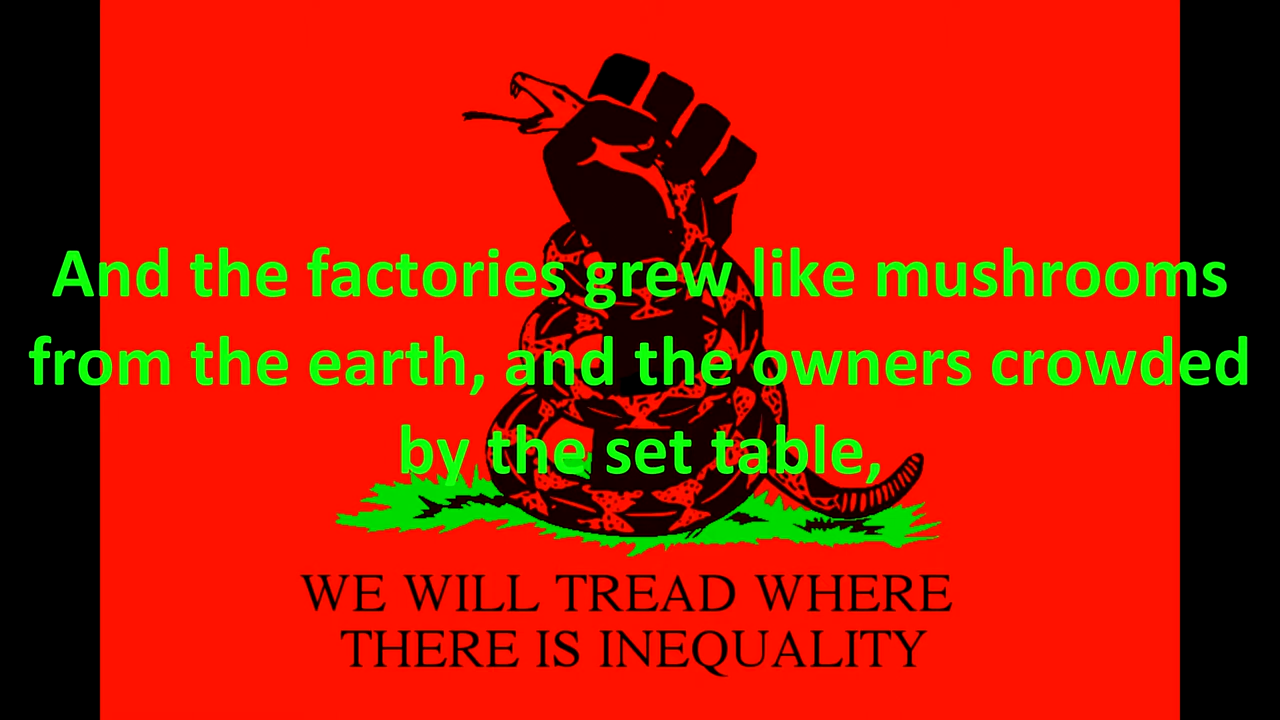 And the factories grew like mushrooms
from the earth, and the owners crowded
by the set table,
WE WILL TREAD WHERE
THERE IS INEQUALITY